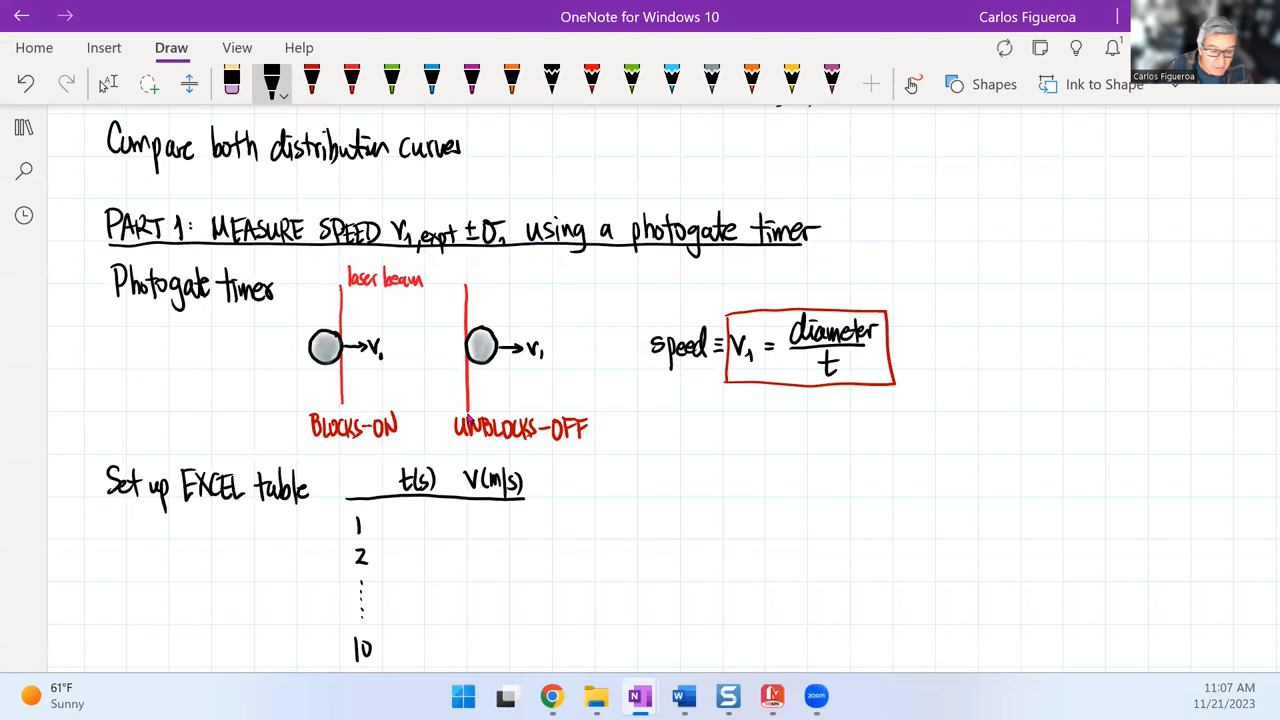 OneNote for Windows 10
Carlos Figueroa
Home Insert Draw View Help
1
Carlos Figueroa
Shapes
Ink to Shape
Compare both distribution curves
PART 1: MEASURE SPEED v1,expt ± σ1 using a photogate timer
Photogate timer
laser beam
v1
v1
speed ≡ v1 = diameter / t
BLOCKS-ON
UNBLOCKS-OFF
Set up EXCEL table
t(s) V(m/s)
1
2
10
61°F
Sunny
11:07 AM
11/21/2023